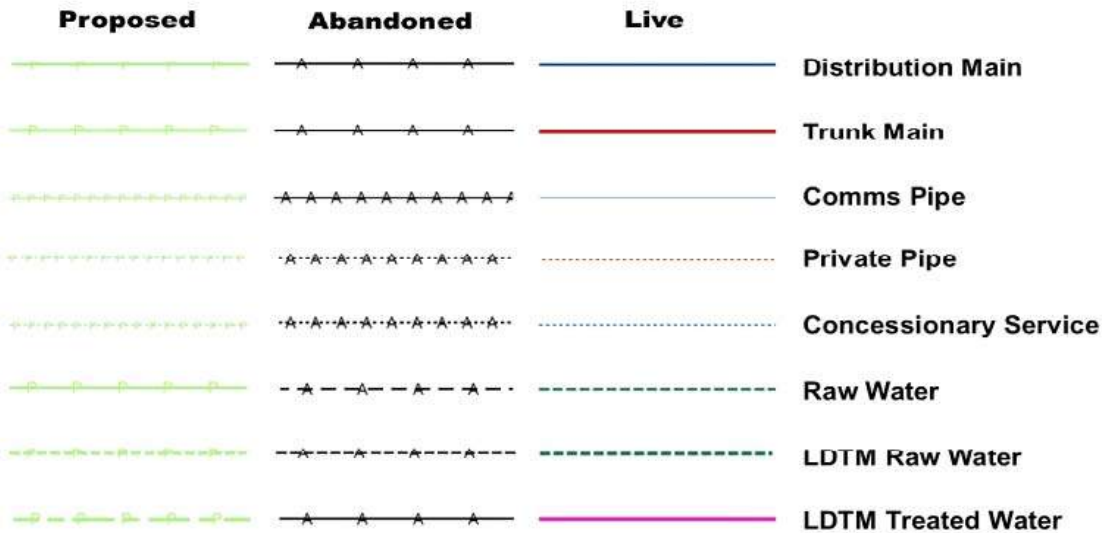 Proposed Abandoned Live
P P P P P A A A A Distribution Main
P P P P P A A A A Trunk Main
A A A A A A A A A A Comms Pipe
A A A A A A A A A Private Pipe
A A A A A A A A A Concessionary Service
P P P P P A A A A Raw Water
P P P P P A A A A LDTM Raw Water
P P P P P A A A A LDTM Treated Water